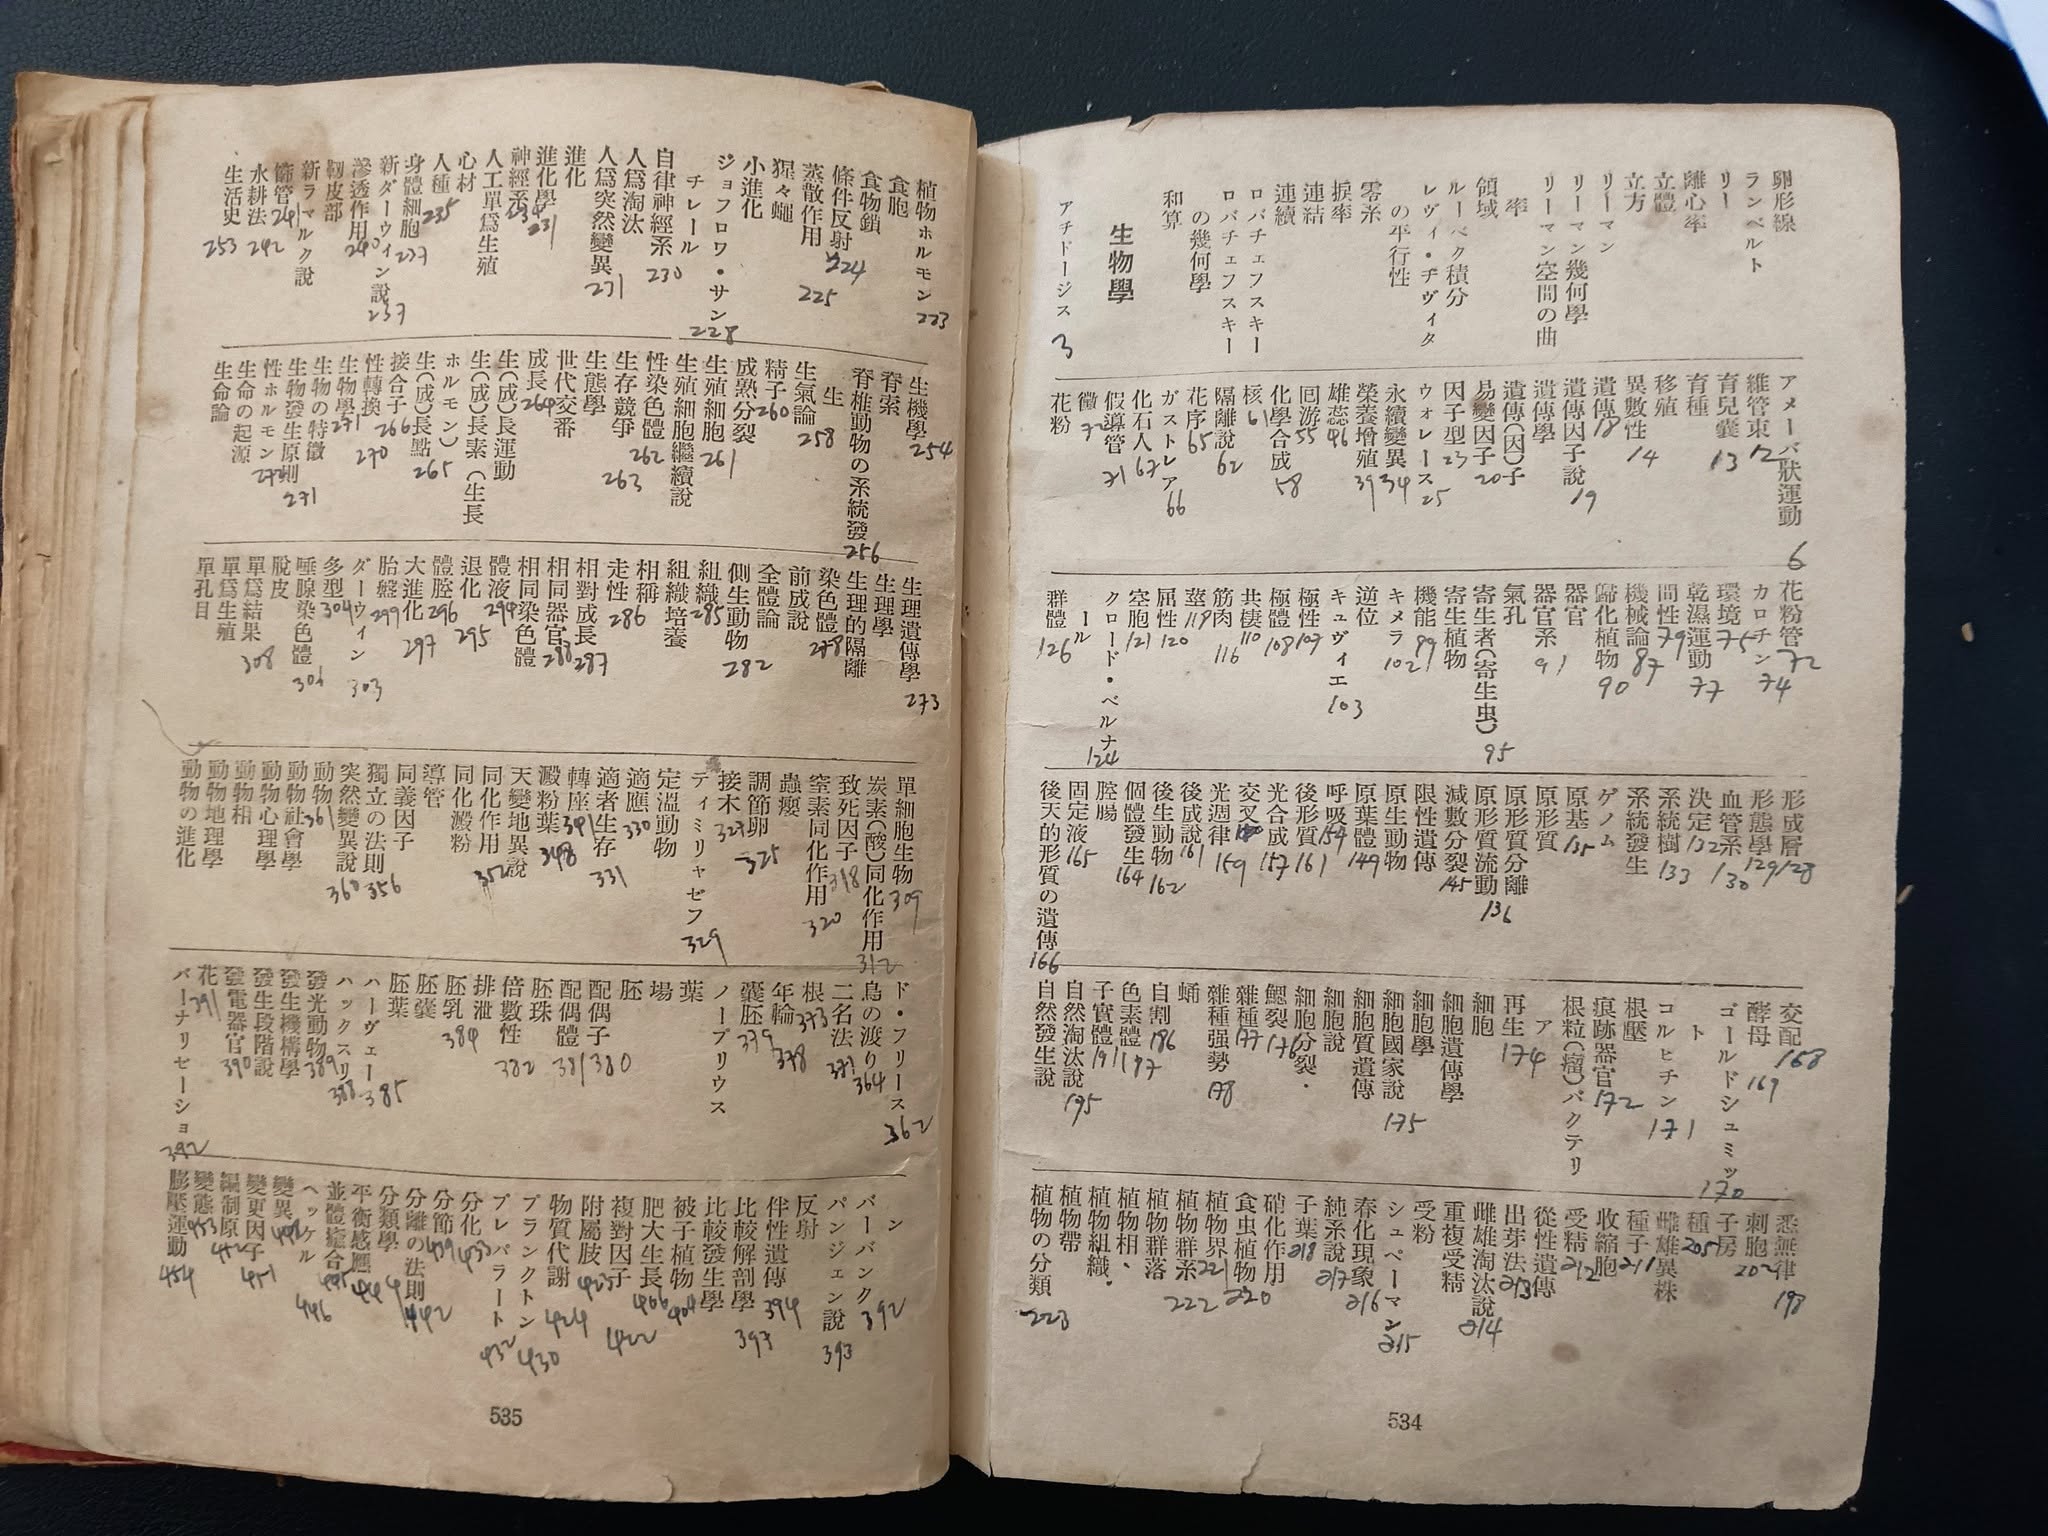 卵形線
ランベルト
リー
離心率
立體
立方
リーマン
リーマン幾何學
リーマン空間の曲
率
領域
ルーベク積分
レヴィ・チヴィタ
の平行性
零系
捩率
連結
連續
ロバチェフスキー
ロバチェフスキー
の幾何學
和算
生物學
アチドージス 3
アメーバ狀運動 6
維管束 12
育兒囊 13
育種
移殖
異數性 14
遺傳 18
遺傳因子說 19
遺傳學
遺傳(因)子
易變因子 20
因子型 23
ウォレース 25
永續變異 34
榮養增殖 39
雄蕊 46
囘游 55
化學合成 58
核 61
隔離說 62
花序 65
ガストレア 66
化石人 67
假導管 71
黴 72
花粉
花粉管 72
カロチン 74
環境 75
乾濕運動 77
間性 79
機械論 87
歸化植物 90
器官
器官系 91
氣孔
寄生者(寄生虫) 95
寄生植物
機能 89
キメラ 102
逆位
キュヴィエ 103
極性 107
極體 108
共棲 110
筋肉 116
莖 119
屈性 120
空胞 121
クロード・ベルナ
ール 124
群體 126
形成層 128
形態學 129
血管系 130
決定 132
系統樹 133
系統發生
ゲノム
原基 135
原形質
原形質分離
原形質流動 136
減數分裂 145
限性遺傳
原生動物
原葉體 149
呼吸 154
後形質 161
光合成 157
交叉
光週律 159
後成說 161
後生動物 162
個體發生 164
腔腸
固定液 165
後天的形質の遺傳 166
交配 168
酵母 169
ゴールドシュミッ
ト 170
コルヒチン 171
根壓
痕跡器官 172
根粒(瘤)バクテリ
ア
再生 174
細胞
細胞遺傳學
細胞學
細胞國家說 175
細胞質遺傳
細胞說
細胞分裂 176
鰓裂
雜種 177
雜種强勢 178
蛹
自割 186
色素體 187
子實體 191
自然淘汰說 195
自然發生說
悉無律 198
刺胞 202
子房
種 205
雌雄異株
種子 211
收縮胞
受精 212
從性遺傳
出芽法 213
雌雄淘汰說 214
重複受精
受粉
シュペーマン 215
春化現象 216
純系說 217
子葉 218
硝化作用
食虫植物 220
植物界 221
植物群系 222
植物群落
植物相
植物組織
植物帶
植物の分類 223
534
植物ホルモン 223
食胞
食物鎖
條件反射 224
蒸散作用 225
猩々蠅
小進化
ジョフロワ・サン
チレール 228
自律神經系 230
人爲淘汰
人爲突然變異 231
進化
進化學 231
神經系 234
人工單爲生殖
心材
人種 235
身體細胞 237
新ダーウィン說 237
滲透作用 240
靱皮部
新ラマルク說
篩管 241
水耕法 242
生活史 253
生機學 254
脊索
脊椎動物の系統發
生 256
生氣論 258
精子 260
成熟分裂
生殖細胞 261
生殖細胞繼續說
性染色體 262
生存競爭 263
生態學
世代交番
成長 264
生(成)長運動
生(成)長素(生長
ホルモン)
生(成)長點 265
接合子 266
性轉換 270
生物學 271
生物の特徵
生物發生原則 271
性ホルモン 272
生命の起源
生命論
生理遺傳學 273
生理學
生理的隔離
染色體 278
前成說
全體論
側生動物 282
組織 285
組織培養
相稱
走性 286
相對成長 287
相同器官 288
相同染色體
體液 294
退化 295
體腔 296
大進化 297
胎盤 299
ダーウィン 303
多型 304
唾腺染色體 306
脫皮
單爲結果 308
單爲生殖
單孔目
單細胞生物 309
炭素(酸)同化作用 312
致死因子 318
窒素同化作用 320
蟲癭
調節卵 325
接木 327
ティミリャゼフ 329
定溫動物
適應 330
適者生存 331
轉座 341
澱粉葉 348
天變地異說
同化作用 352
同化澱粉
導管
同義因子
獨立の法則 356
突然變異說 360
動物 361
動物社會學
動物心理學
動物相
動物地理學
動物の進化
ド・フリース 362
鳥の渡り 364
二名法 371
根 373
年輪 378
囊胚 379
ノープリウス
葉
場
胚
配偶子 380
配偶體 381
胚珠
倍數性 382
排泄
胚乳 384
胚囊
胚葉
ハーヴェー 385
ハックスリ 388
發光動物 389
發生機構學
發生段階說
發電器官 390
花 391
バーナリゼーショ
ン 392
バーバンク 392
パンジェン說 393
反射
伴性遺傳 394
比較解剖學 397
比較發生學
被子植物 404
肥大生長 406
複對因子 422
附屬肢 423
物質代謝 424
プランクトン 430
プレパラート 432
分化 433
分節 439
分離の法則 442
分類學
平衡感應 444
並體癒合 445
ヘッケル 446
變異 448
變更因子 451
編制原 452
變態 453
膨壓運動 454
535